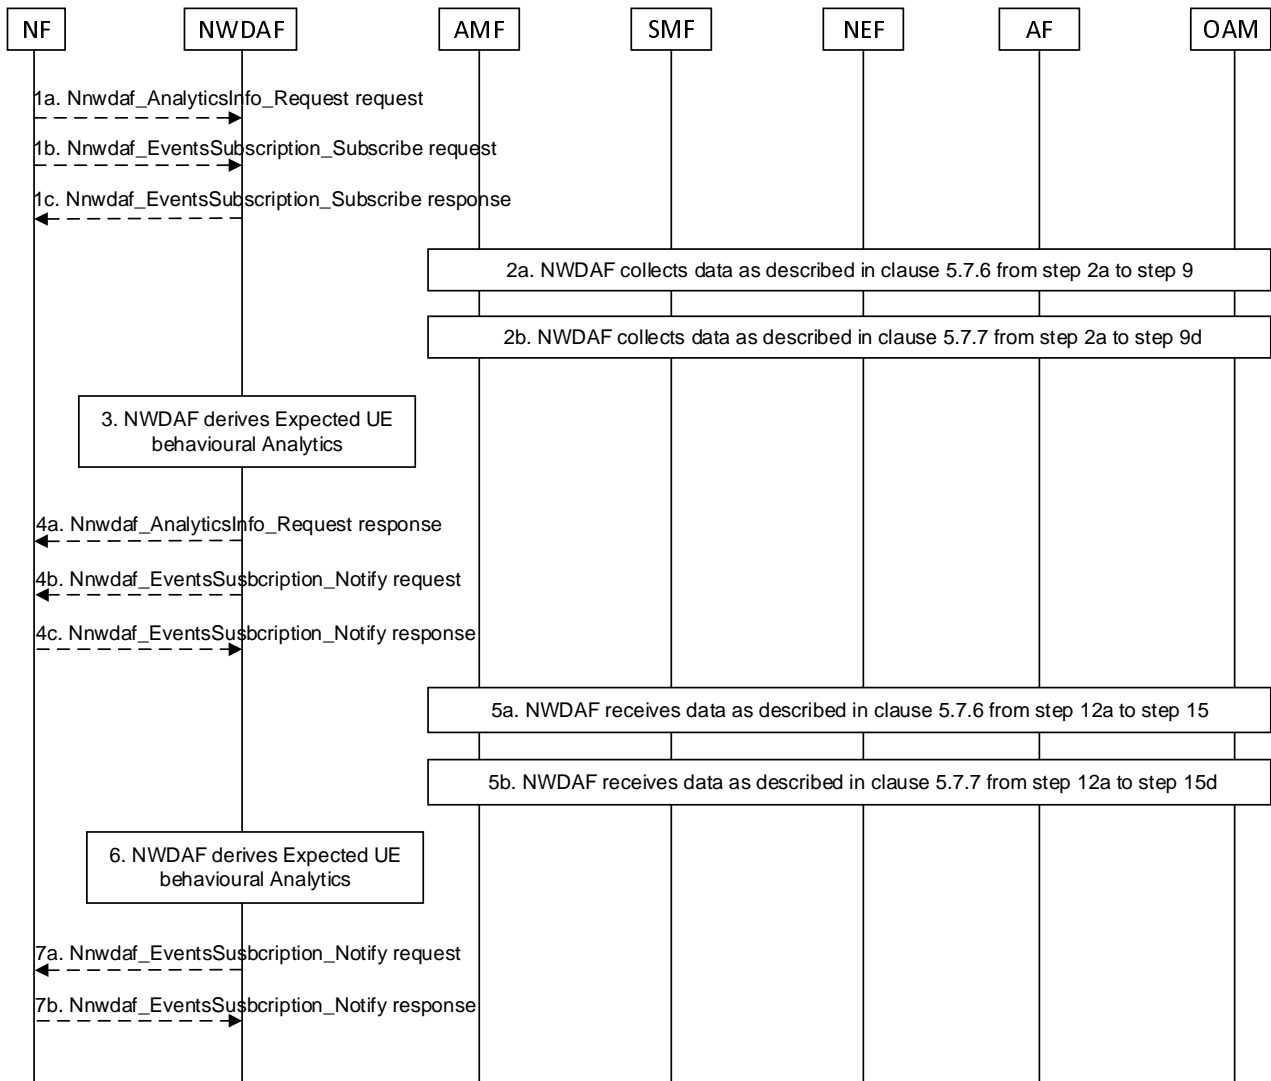 NF NWDAF AMF SMF NEF AF OAM
1a. Nnwdaf_AnalyticsInfo_Request request
1b. Nnwdaf_EventsSubscription_Subscribe request
1c. Nnwdaf_EventsSubscription_Subscribe response
2a. NWDAF collects data as described in clause 5.7.6 from step 2a to step 9
2b. NWDAF collects data as described in clause 5.7.7 from step 2a to step 9d
3. NWDAF derives Expected UE
behavioural Analytics
4a. Nnwdaf_AnalyticsInfo_Request response
4b. Nnwdaf_EventsSusbcription_Notify request
4c. Nnwdaf_EventsSusbcription_Notify response
5a. NWDAF receives data as described in clause 5.7.6 from step 12a to step 15
5b. NWDAF receives data as described in clause 5.7.7 from step 12a to step 15d
6. NWDAF derives Expected UE
behavioural Analytics
7a. Nnwdaf_EventsSusbcription_Notify request
7b. Nnwdaf_EventsSusbcription_Notify response